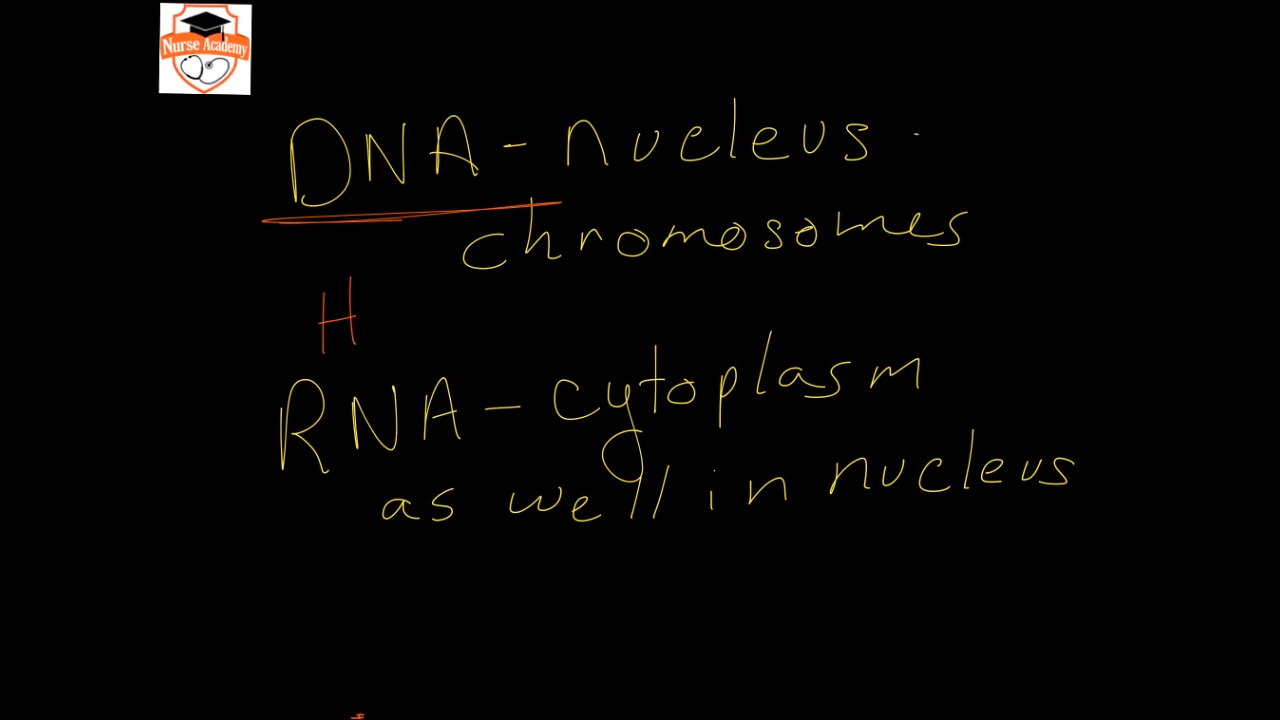 Nurse Academy
DNA - nucleus.
chromosomes
H
RNA - cytoplasm
as well in nucleus